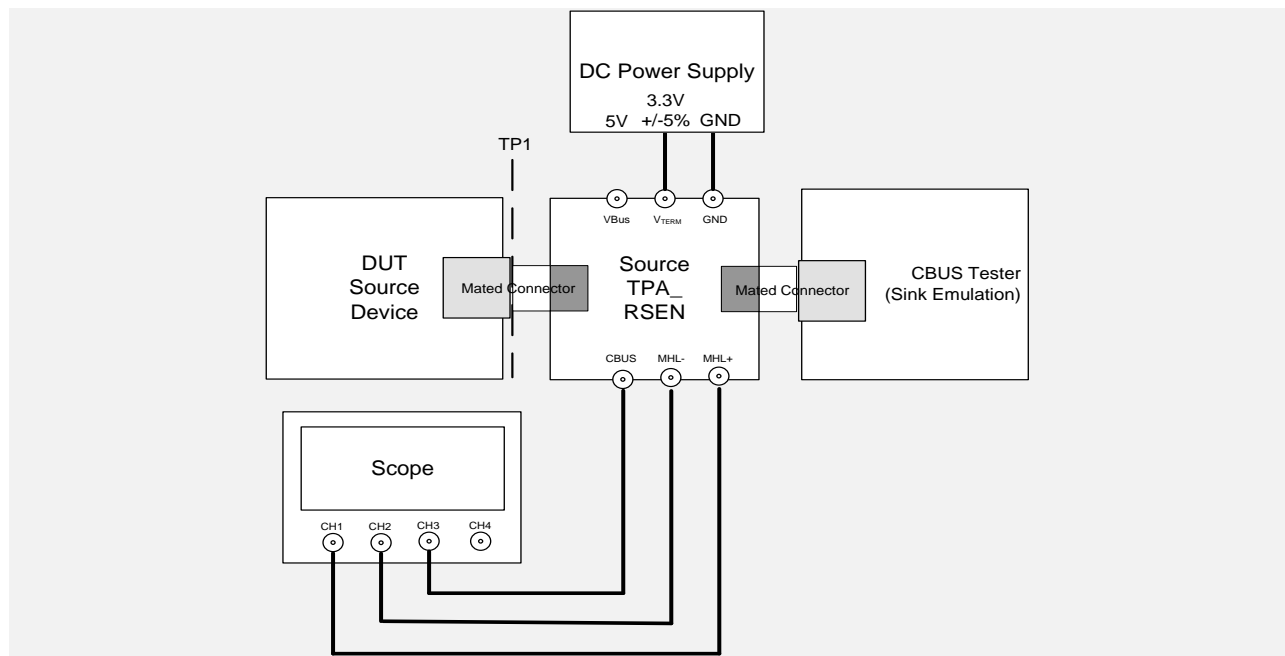 DC Power Supply
3.3V
5V +/-5% GND
TP1
VBus VTERM GND
DUT
Source
Device
Mated Connector
Source
TPA_
RSEN
Mated Connector
CBUS Tester
(Sink Emulation)
CBUS MHL- MHL+
Scope
CH1 CH2 CH3 CH4